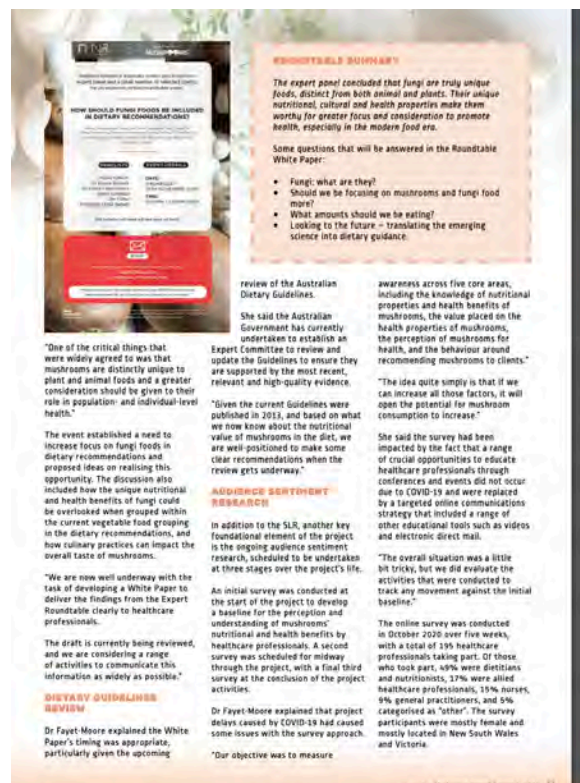 HOW SHOULD FUNGI FOODS BE INCLUDED
IN DIETARY RECOMMENDATIONS?
ROUNDTABLE SUMMARY
The expert panel concluded that fungi are truly unique
foods, distinct from both animal and plants. Their unique
nutritional, cultural and health properties make them
worthy for greater focus and consideration to promote
health, especially in the modern food era.
Some questions that will be answered in the Roundtable
White Paper:
• Fungi: what are they?
• Should we be focusing on mushrooms and fungi food
more?
• What amounts should we be eating?
• Looking to the future – translating the emerging
science into dietary guidance.
"One of the critical things that
were widely agreed to was that
mushrooms are distinctly unique to
plant and animal foods and a greater
consideration should be given to their
role in population- and individual-level
health."
The event established a need to
increase focus on fungi foods in
dietary recommendations and
proposed ideas on realising this
opportunity. The discussion also
included how the unique nutritional
and health benefits of fungi could
be overlooked when grouped within
the current vegetable food grouping
in the dietary recommendations, and
how culinary practices can impact the
overall taste of mushrooms.
"We are now well underway with the
task of developing a White Paper to
deliver the findings from the Expert
Roundtable clearly to healthcare
professionals.
The draft is currently being reviewed,
and we are considering a range
of activities to communicate this
information as widely as possible."
DIETARY GUIDELINES
REVIEW
Dr Fayet-Moore explained the White
Paper's timing was appropriate,
particularly given the upcoming
review of the Australian
Dietary Guidelines.
She said the Australian
Government has currently
undertaken to establish an
Expert Committee to review and
update the Guidelines to ensure they
are supported by the most recent,
relevant and high-quality evidence.
"Given the current Guidelines were
published in 2013, and based on what
we now know about the nutritional
value of mushrooms in the diet, we
are well-positioned to make some
clear recommendations when the
review gets underway."
AUDIENCE SENTIMENT
RESEARCH
In addition to the SLR, another key
foundational element of the project
is the ongoing audience sentiment
research, scheduled to be undertaken
at three stages over the project's life.
An initial survey was conducted at
the start of the project to develop
a baseline for the perception and
understanding of mushrooms'
nutritional and health benefits by
healthcare professionals. A second
survey was scheduled for midway
through the project, with a final third
survey at the conclusion of the project
activities.
Dr Fayet-Moore explained that project
delays caused by COVID-19 had caused
some issues with the survey approach.
"Our objective was to measure
awareness across five core areas,
including the knowledge of nutritional
properties and health benefits of
mushrooms, the value placed on the
health properties of mushrooms,
the perception of mushrooms for
health, and the behaviour around
recommending mushrooms to clients."
"The idea quite simply is that if we
can increase all those factors, it will
open the potential for mushroom
consumption to increase."
She said the survey had been
impacted by the fact that a range
of crucial opportunities to educate
healthcare professionals through
conferences and events did not occur
due to COVID-19 and were replaced
by a targeted online communications
strategy that included a range of
other educational tools such as videos
and electronic direct mail.
"The overall situation was a little
bit tricky, but we did evaluate the
activities that were conducted to
track any movement against the initial
baseline."
The online survey was conducted
in October 2020 over five weeks,
with a total of 195 healthcare
professionals taking part. Of those
who took part, 49% were dietitians
and nutritionists, 17% were allied
healthcare professionals, 15% nurses,
9% general practitioners, and 5%
categorised as "other". The survey
participants were mostly female and
mostly located in New South Wales
and Victoria.